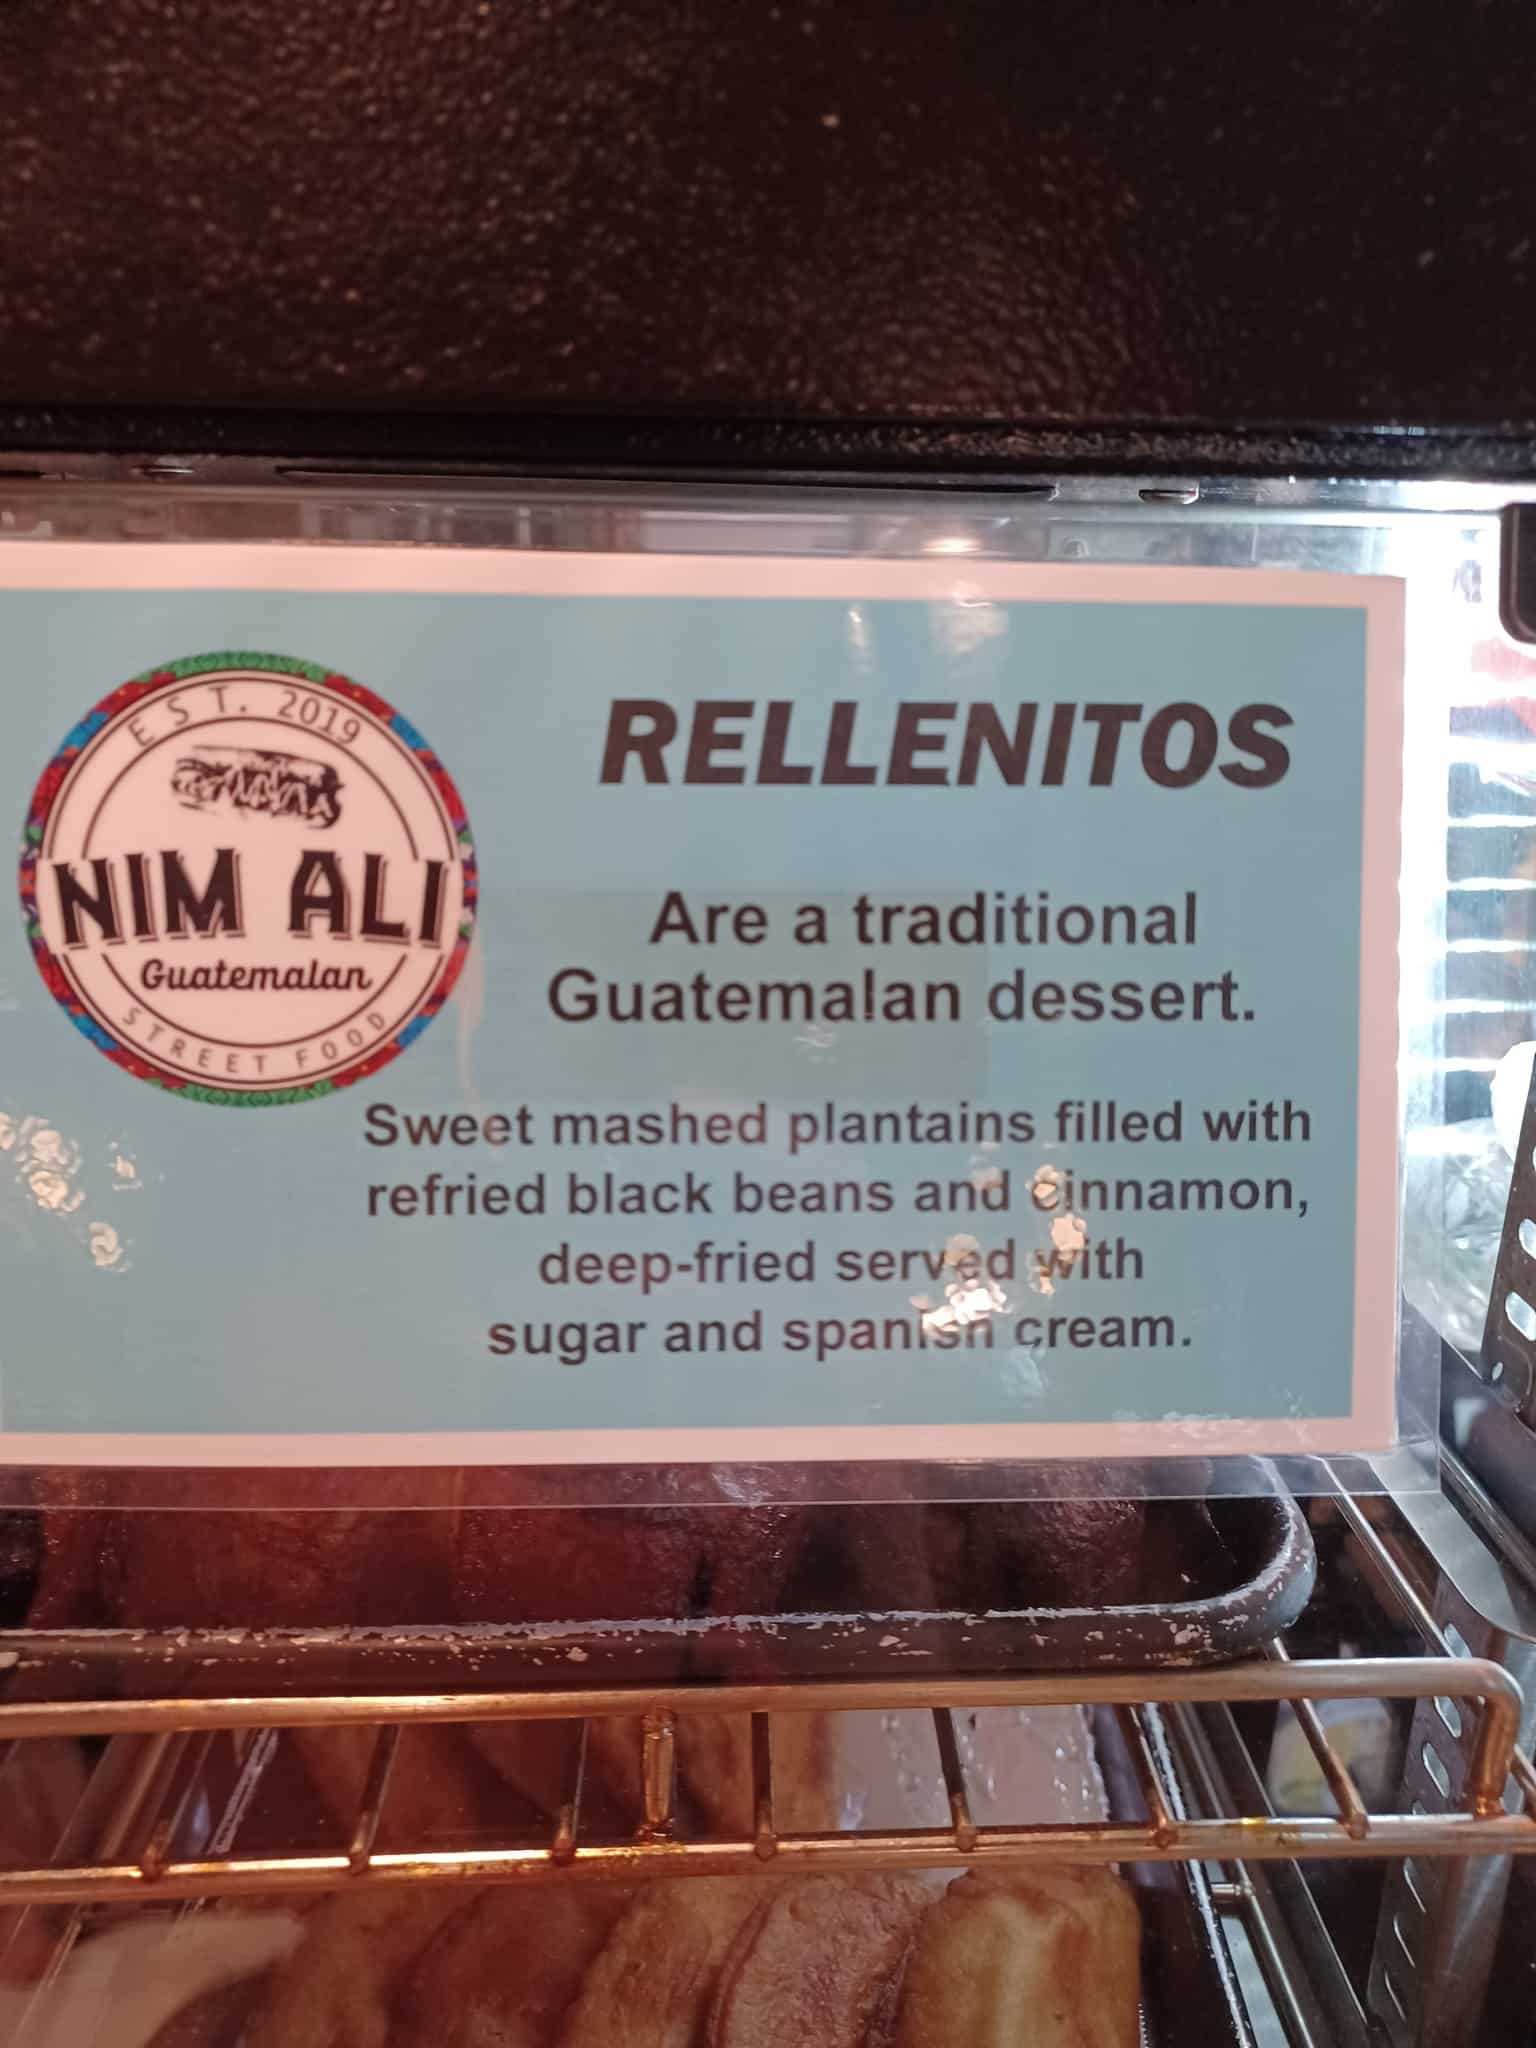 EST. 2019
NIM ALI
Guatemalan
STREET FOOD
RELLENITOS
Are a traditional
Guatemalan dessert.
Sweet mashed plantains filled with
refried black beans and cinnamon,
deep-fried served with
sugar and spanish cream.